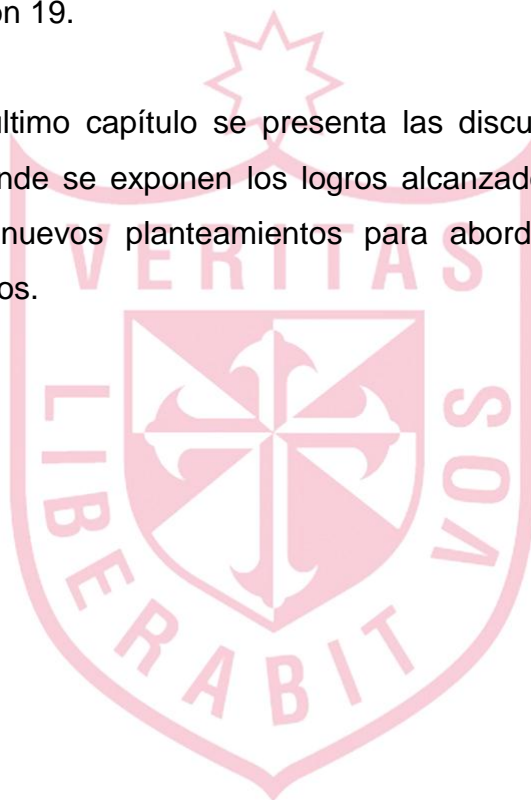 ón 19.
último capítulo se presenta las discu
nde se exponen los logros alcanzad
nuevos planteamientos para abord
os.
VERITAS
LIBERABIT VOS